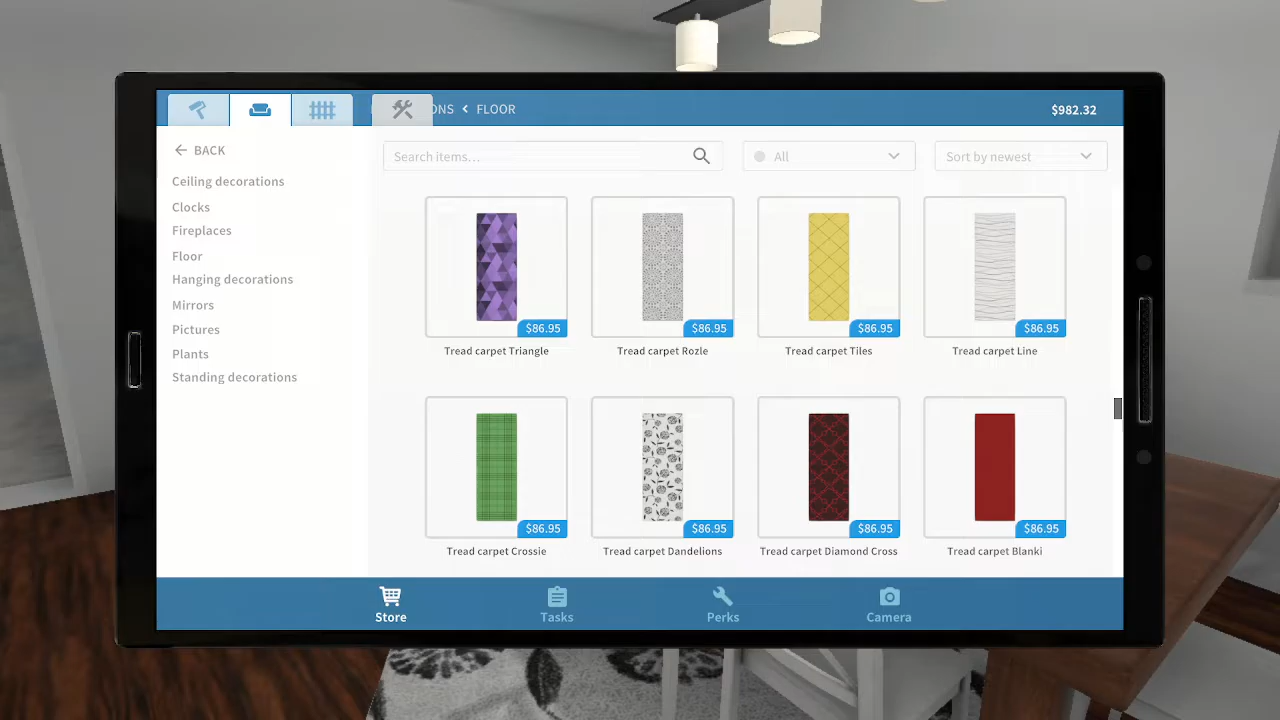 ONS < FLOOR
$982.32
BACK
Search items...
All
Sort by newest
Ceiling decorations
Clocks
Fireplaces
Floor
Hanging decorations
Mirrors
Pictures
Plants
Standing decorations
$86.95 $86.95 $86.95 $86.95
Tread carpet Triangle Tread carpet Rozle Tread carpet Tiles Tread carpet Line
$86.95 $86.95 $86.95 $86.95
Tread carpet Crossie Tread carpet Dandelions Tread carpet Diamond Cross Tread carpet Blanki
Store Tasks Perks Camera